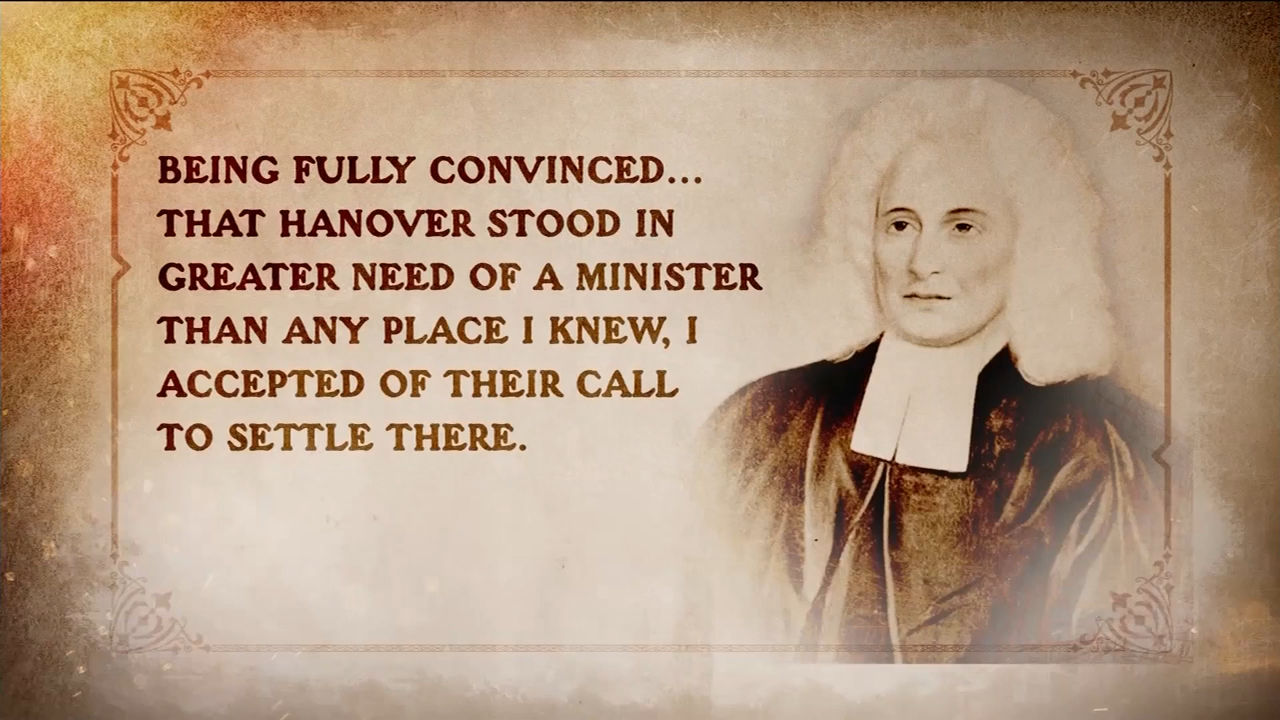 BEING FULLY CONVINCED...
THAT HANOVER STOOD IN
GREATER NEED OF A MINISTER
THAN ANY PLACE I KNEW, I
ACCEPTED OF THEIR CALL
TO SETTLE THERE.